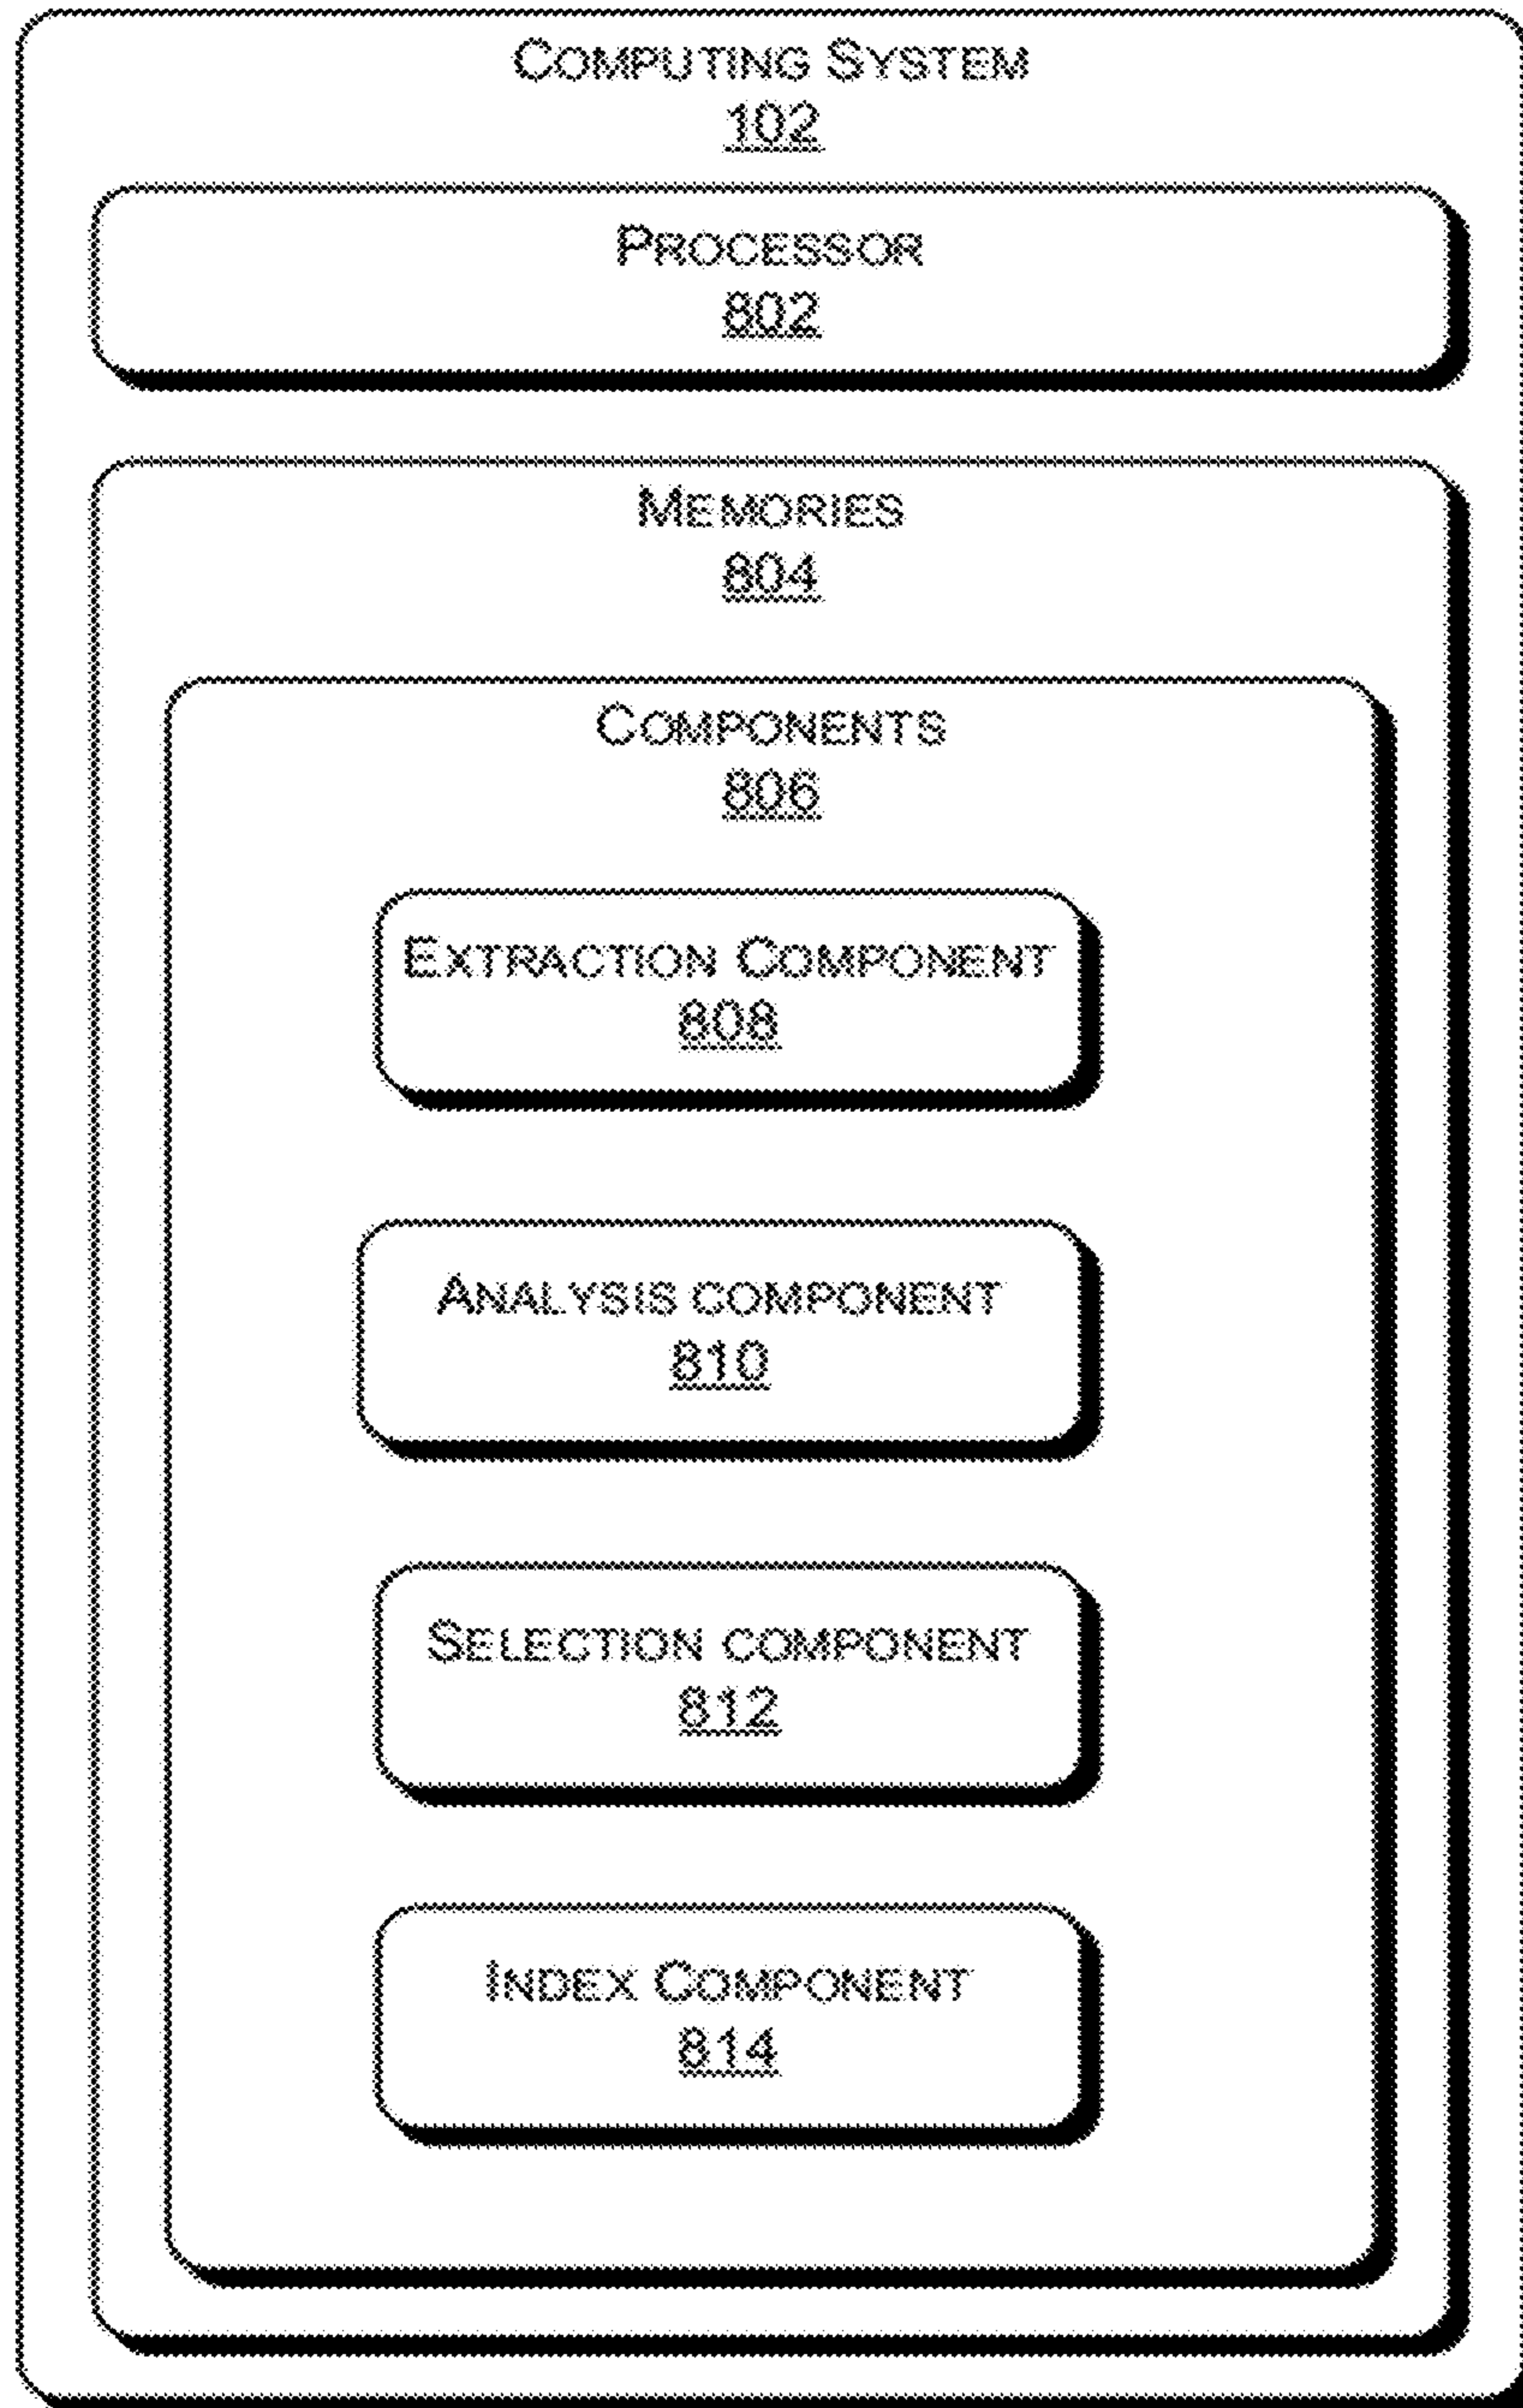 COMPUTING SYSTEM
102
PROCESSOR
802
MEMORIES
804
COMPONENTS
806
EXTRACTION COMPONENT
808
ANALYSIS COMPONENT
810
SELECTION COMPONENT
812
INDEX COMPONENT
814